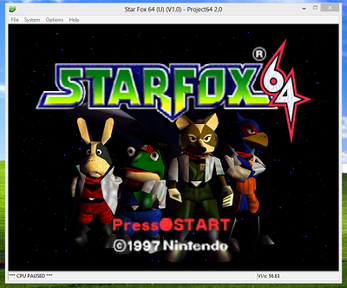 Star Fox 64 (U) (V1.0) - Project64 2.0
File System Options Help
STARFOX 64 ®
Press●START
©1997 Nintendo
*** CPU PAUSED *** VI/s: 56.63